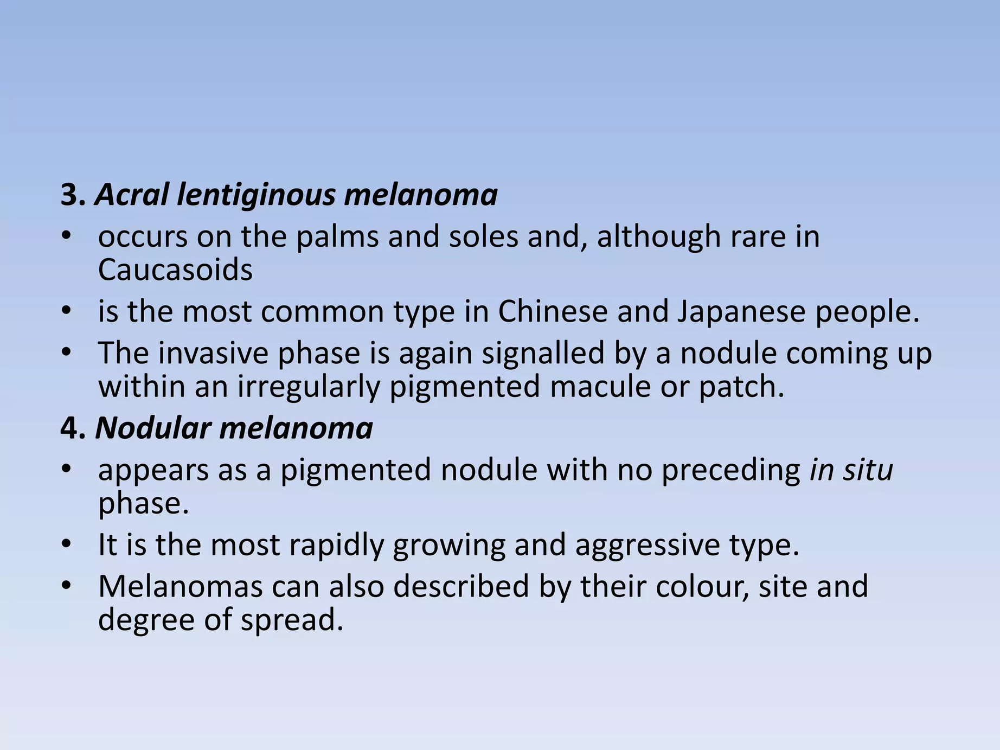 3. Acral lentiginous melanoma
• occurs on the palms and soles and, although rare in
Caucasoids
• is the most common type in Chinese and Japanese people.
• The invasive phase is again signalled by a nodule coming up
within an irregularly pigmented macule or patch.
4. Nodular melanoma
• appears as a pigmented nodule with no preceding in situ
phase.
• It is the most rapidly growing and aggressive type.
• Melanomas can also described by their colour, site and
degree of spread.